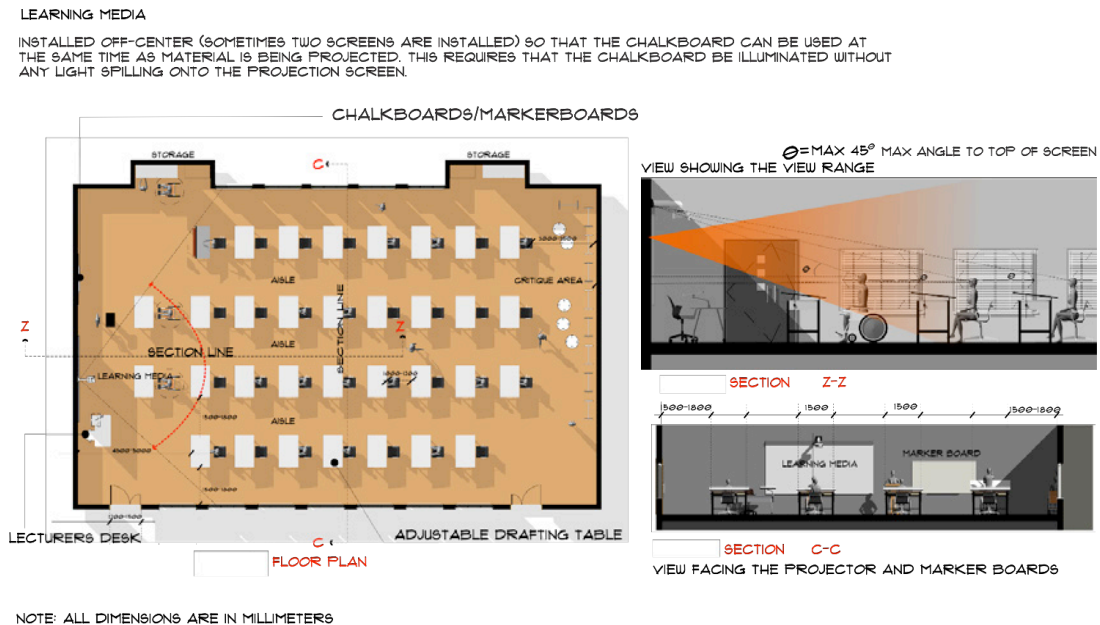 LEARNING MEDIA
INSTALLED OFF-CENTER (SOMETIMES TWO SCREENS ARE INSTALLED) SO THAT THE CHALKBOARD CAN BE USED AT
THE SAME TIME AS MATERIAL IS BEING PROJECTED. THIS REQUIRES THAT THE CHALKBOARD BE ILLUMINATED WITHOUT
ANY LIGHT SPILLING ONTO THE PROJECTION SCREEN.
CHALKBOARDS/MARKERBOARDS
STORAGE
STORAGE
C
AISLE
CRITIQUE AREA
SECTION LINE
Z
Z
AISLE
SECTION LINE
LEARNING MEDIA
AISLE
LECTURERS DESK
C
ADJUSTABLE DRAFTING TABLE
FLOOR PLAN
Ø=MAX 45° MAX ANGLE TO TOP OF SCREEN
VIEW SHOWING THE VIEW RANGE
SECTION Z-Z
1500-1800
1500
1500
1500-1800
LEARNING MEDIA
MARKER BOARD
SECTION C-C
VIEW FACING THE PROJECTOR AND MARKER BOARDS
NOTE: ALL DIMENSIONS ARE IN MILLIMETERS